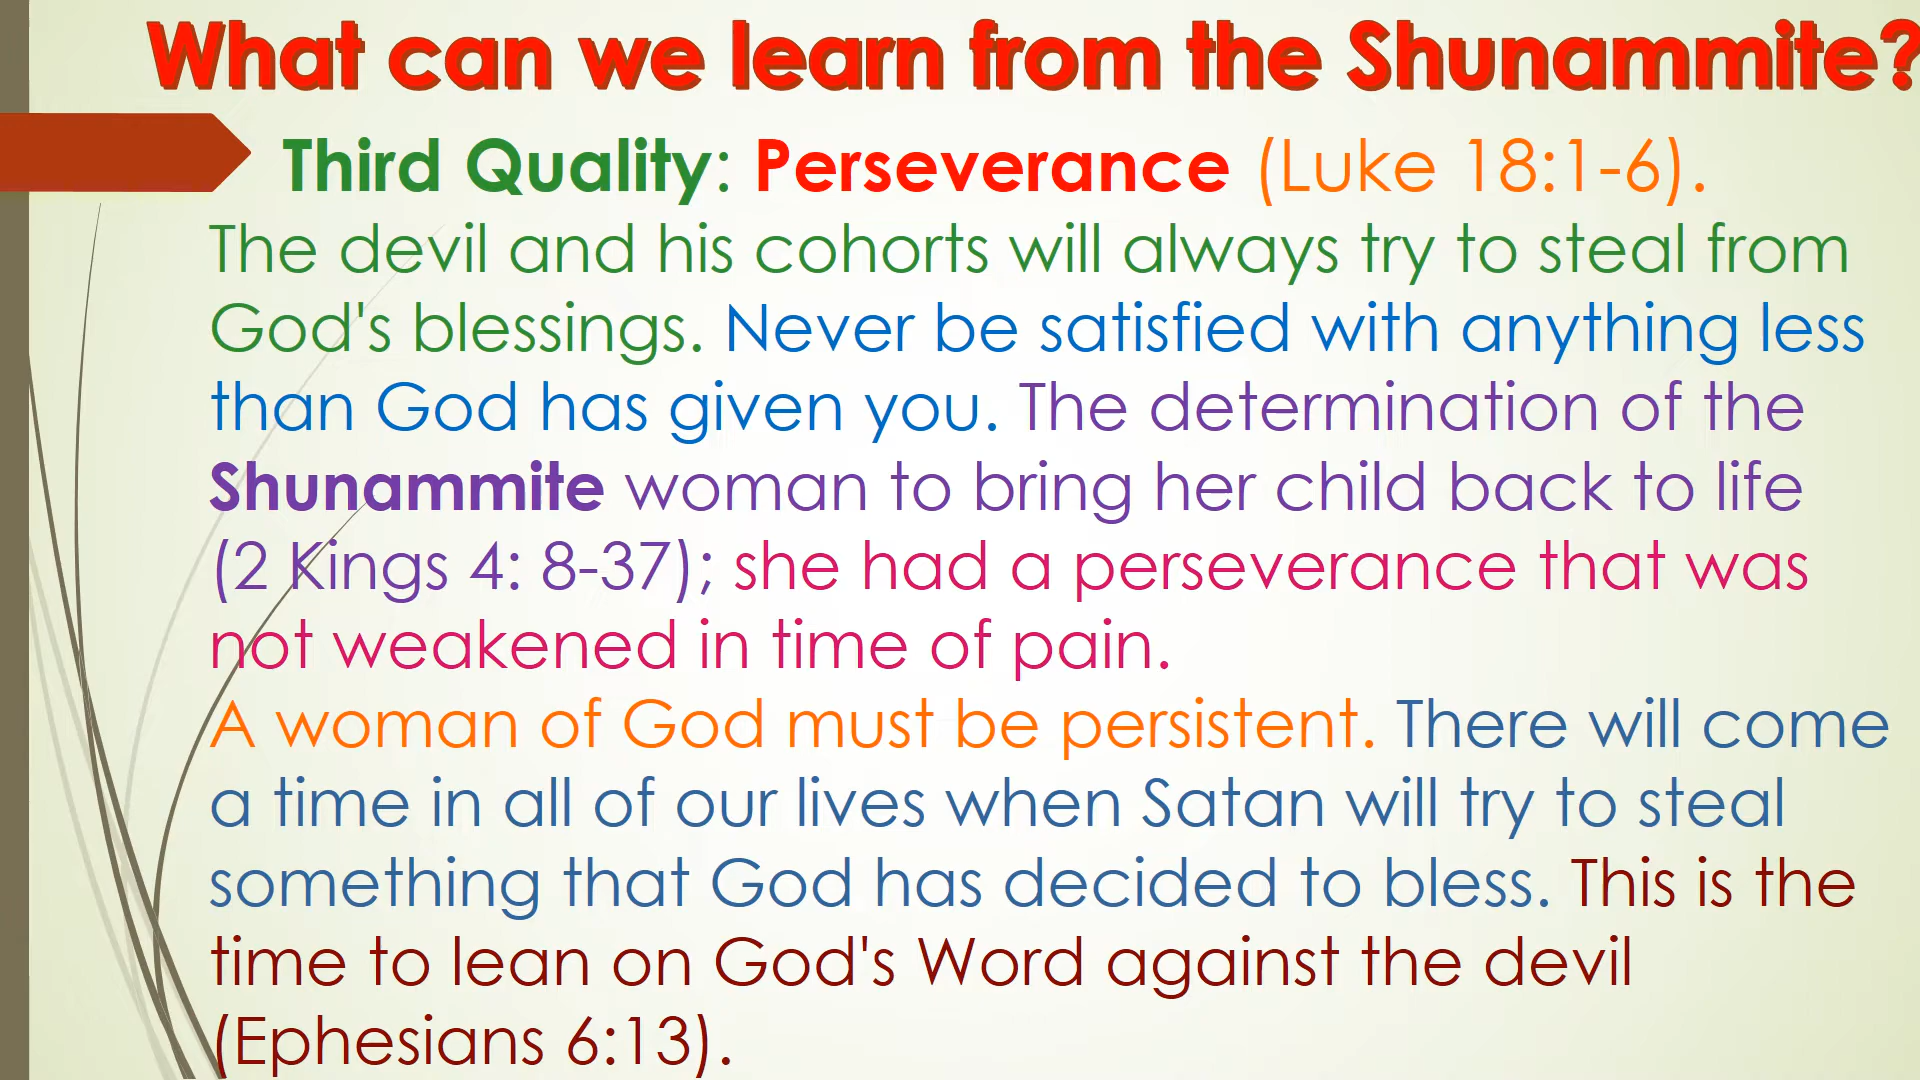 What can we learn from the Shunammite?
Third Quality: Perseverance (Luke 18:1-6).
The devil and his cohorts will always try to steal from
God's blessings. Never be satisfied with anything less
than God has given you. The determination of the
Shunammite woman to bring her child back to life
(2 Kings 4: 8-37); she had a perseverance that was
not weakened in time of pain.
A woman of God must be persistent. There will come
a time in all of our lives when Satan will try to steal
something that God has decided to bless. This is the
time to lean on God's Word against the devil
(Ephesians 6:13).